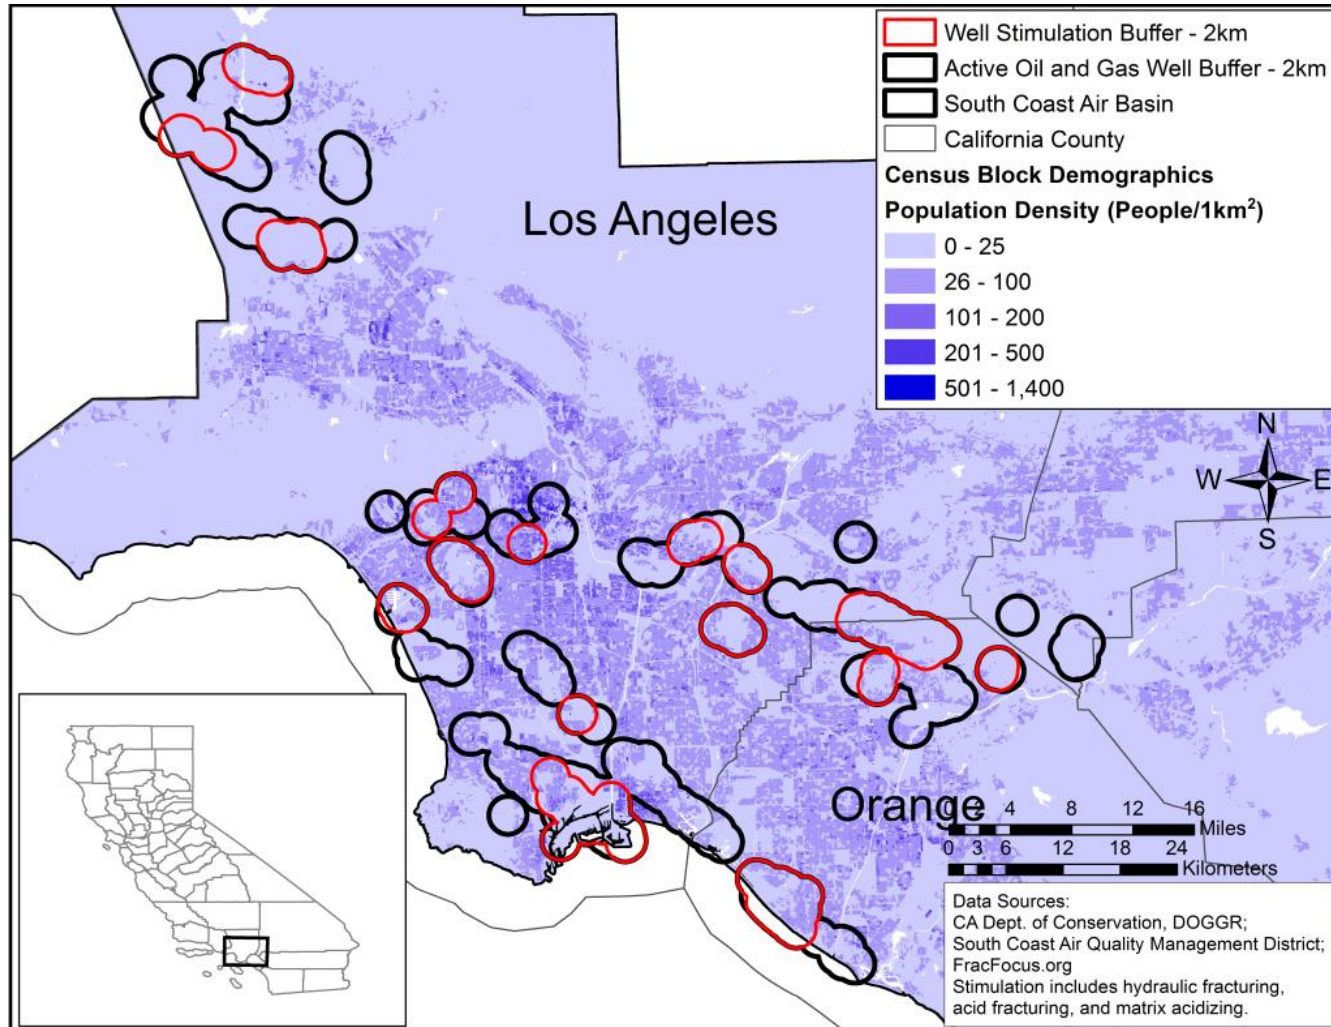 Well Stimulation Buffer - 2km
Active Oil and Gas Well Buffer - 2km
South Coast Air Basin
California County
Census Block Demographics
Population Density (People/1km²)
0 - 25
26 - 100
101 - 200
201 - 500
501 - 1,400
Los Angeles
N
W E
S
Orange
4 8 12 16
Miles
0 3 6 12 18 24
Kilometers
Data Sources:
CA Dept. of Conservation, DOGGR;
South Coast Air Quality Management District;
FracFocus.org
Stimulation includes hydraulic fracturing,
acid fracturing, and matrix acidizing.